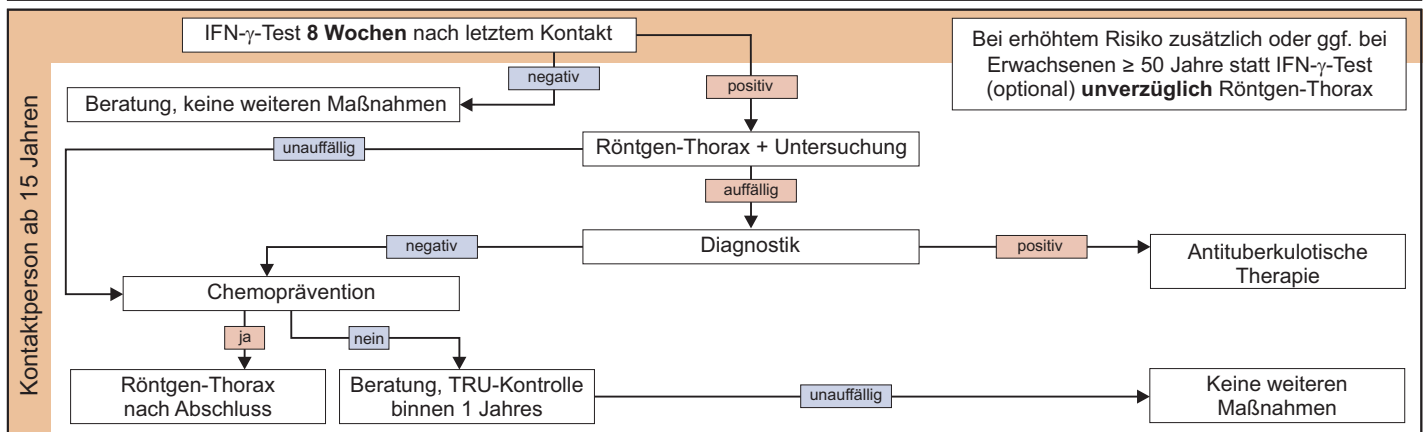 Kontaktperson ab 15 Jahren
IFN-γ-Test 8 Wochen nach letztem Kontakt
Bei erhöhtem Risiko zusätzlich oder ggf. bei
Erwachsenen ≥ 50 Jahre statt IFN-γ-Test
(optional) unverzüglich Röntgen-Thorax
negativ
positiv
Beratung, keine weiteren Maßnahmen
unauffällig
Röntgen-Thorax + Untersuchung
auffällig
negativ
Diagnostik
positiv
Antituberkulotische
Therapie
Chemoprävention
ja
nein
Röntgen-Thorax
nach Abschluss
Beratung, TRU-Kontrolle
binnen 1 Jahres
unauffällig
Keine weiteren
Maßnahmen